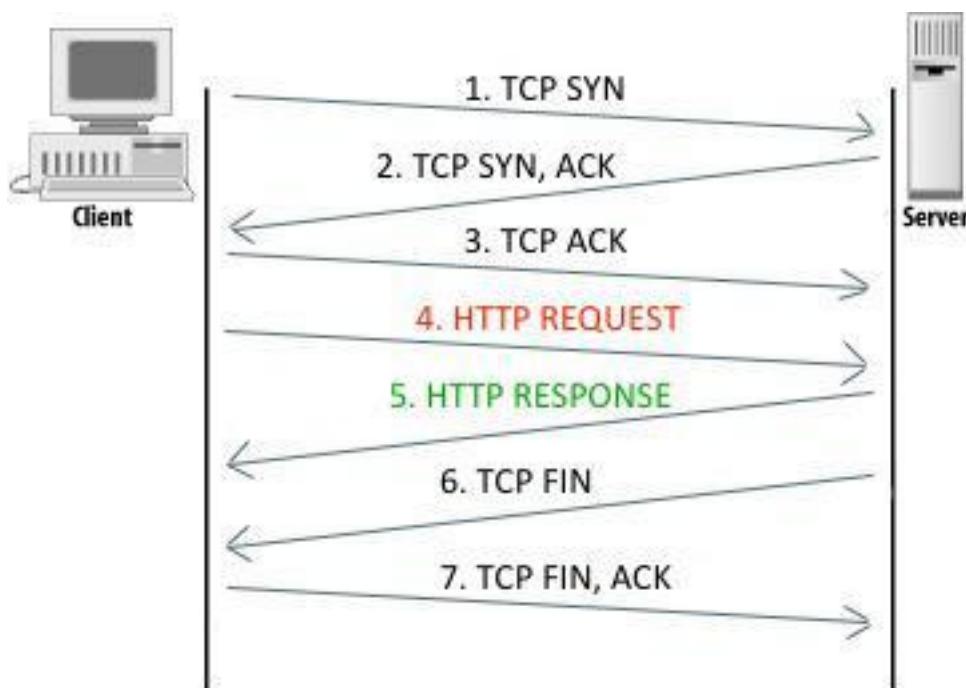 1. TCP SYN
2. TCP SYN, ACK
Client
Server
3. TCP ACK
4. HTTP REQUEST
5. HTTP RESPONSE
6. TCP FIN
7. TCP FIN, ACK